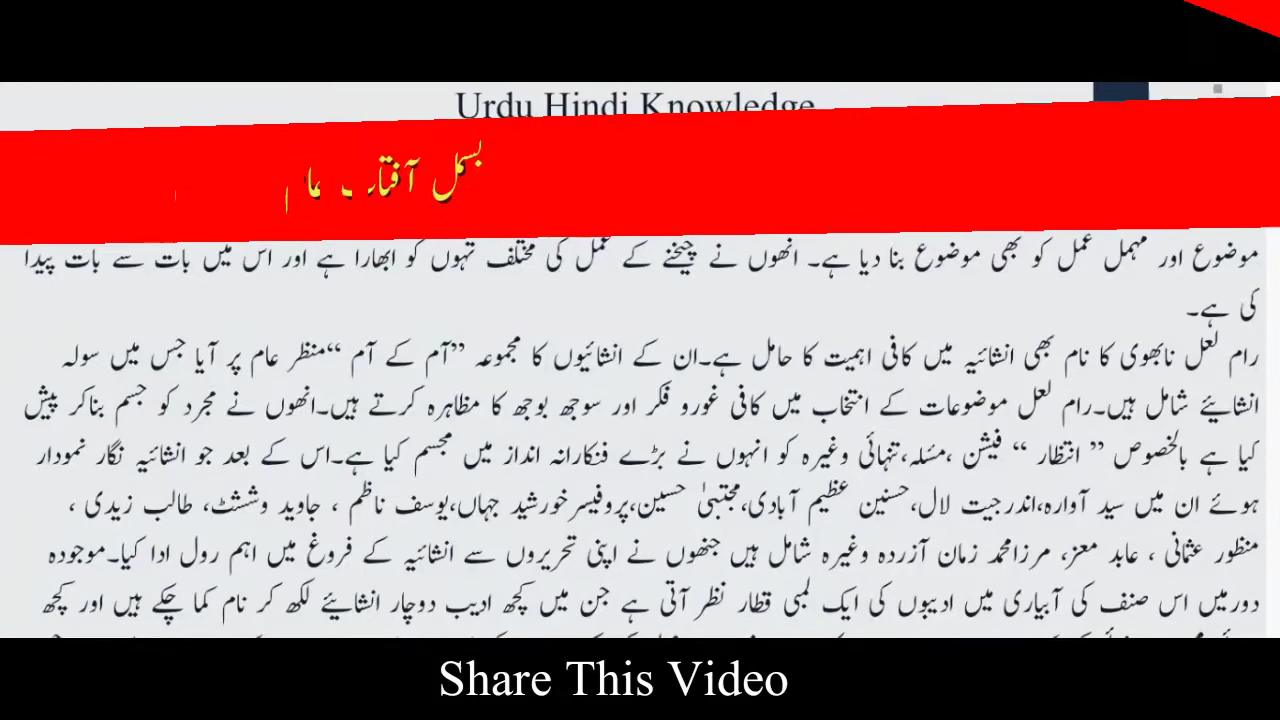 Urdu Hindi Knowledge
بسمل آفتاب عالم
موضوع اور مہمل عمل کو بھی موضوع بنا دیا ہے۔ انھوں نے چیخنے کے عمل کی مختلف تہوں کو ابھارا ہے اور اس میں بات سے بات پیدا
کی ہے۔
رام لعل نابھوی کا نام بھی انشائیہ میں کافی اہمیت کا حامل ہے۔ان کے انشائیوں کا مجموعہ ”آم کے آم “منظر عام پر آیا جس میں سولہ
انشایئے شامل ہیں۔رام لعل موضوعات کے انتخاب میں کافی غورو فکر اور سوجھ بوجھ کا مظاہرہ کرتے ہیں۔انھوں نے مجرد کو جسم بناکر پیش
کیا ہے بالخصوص ” انتظار “ فیشن ،مسئلہ،تنہائی وغیرہ کو انہوں نے بڑے فنکارانہ انداز میں مجسم کیا ہے۔اس کے بعد جو انشائیہ نگار نمودار
ہوئے ان میں سید آوارہ،اندرجیت لال،حسنین عظیم آبادی،مجتبیٰ حسین،پروفیسرخورشید جہاں،یوسف ناظم ، جاوید وششٹ، طالب زیدی ،
منظور عثمانی ، عابد معز، مرزامحمد زمان آزردہ وغیرہ شامل ہیں جنھوں نے اپنی تحریروں سے انشائیہ کے فروغ میں اہم رول ادا کیا۔موجودہ
دورمیں اس صنف کی آبیاری میں ادیبوں کی ایک لمبی قطار نظر آتی ہے جن میں کچھ ادیب دوچار انشایئے لکھ کر نام کما چکے ہیں اور کچھ
Share This Video